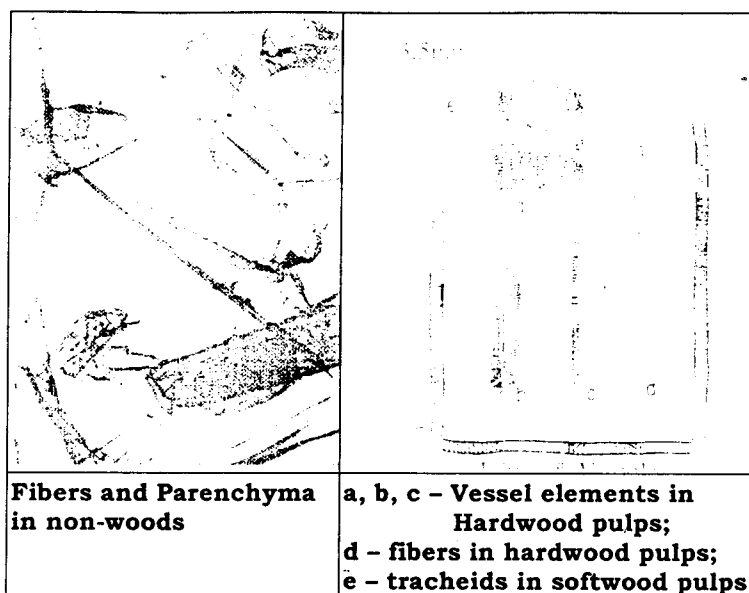 Fibers and Parenchyma
in non-woods
a, b, c – Vessel elements in
Hardwood pulps;
d – fibers in hardwood pulps;
e – tracheids in softwood pulps